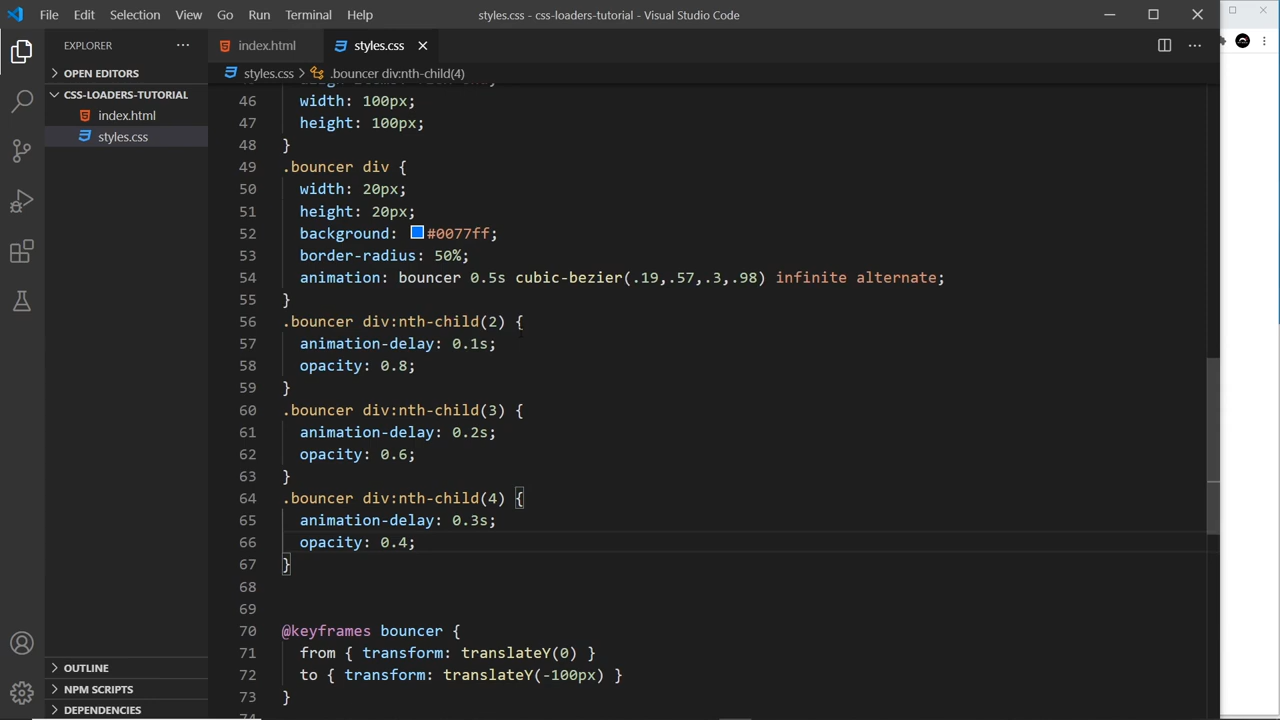 File Edit Selection View Go Run Terminal Help
styles.css - css-loaders-tutorial - Visual Studio Code
EXPLORER
OPEN EDITORS
CSS-LOADERS-TUTORIAL
index.html
styles.css
OUTLINE
NPM SCRIPTS
DEPENDENCIES
index.html styles.css
styles.css .bouncer div:nth-child(4)
46 width: 100px;
47 height: 100px;
48 }
49 .bouncer div {
50 width: 20px;
51 height: 20px;
52 background: #0077ff;
53 border-radius: 50%;
54 animation: bouncer 0.5s cubic-bezier(.19,.57,.3,.98) infinite alternate;
55 }
56 .bouncer div:nth-child(2) {
57 animation-delay: 0.1s;
58 opacity: 0.8;
59 }
60 .bouncer div:nth-child(3) {
61 animation-delay: 0.2s;
62 opacity: 0.6;
63 }
64 .bouncer div:nth-child(4) {
65 animation-delay: 0.3s;
66 opacity: 0.4;
67 }
68
69
70 @keyframes bouncer {
71 from { transform: translateY(0) }
72 to { transform: translateY(-100px) }
73 }